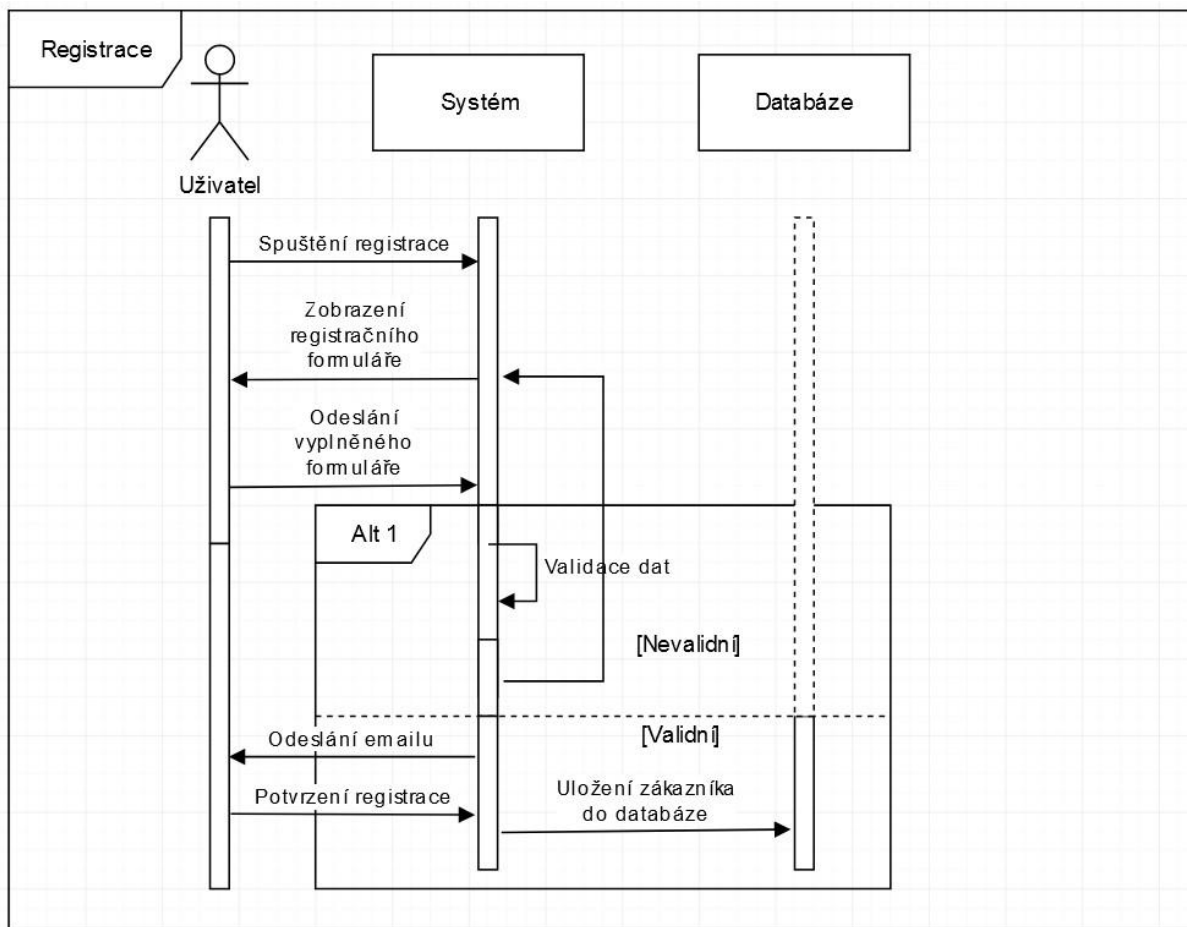 Registrace
Systém
Databáze
Uživatel
Spuštění registrace
Zobrazení
registračního
formuláře
Odeslání
vyplněného
formuláře
Alt 1
Validace dat
[Nevalidní]
[Validní]
Odeslání emailu
Potvrzení registrace
Uložení zákazníka
do databáze